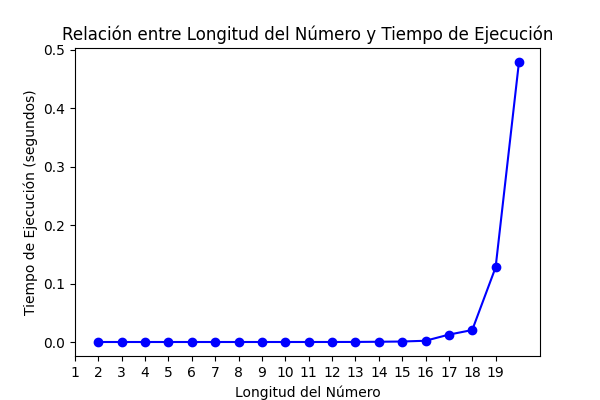 Relación entre Longitud del Número y Tiempo de Ejecución
0.5
0.4
0.3
0.2
0.1
0.0
Tiempo de Ejecución (segundos)
1 2 3 4 5 6 7 8 9 10 11 12 13 14 15 16 17 18 19
Longitud del Número